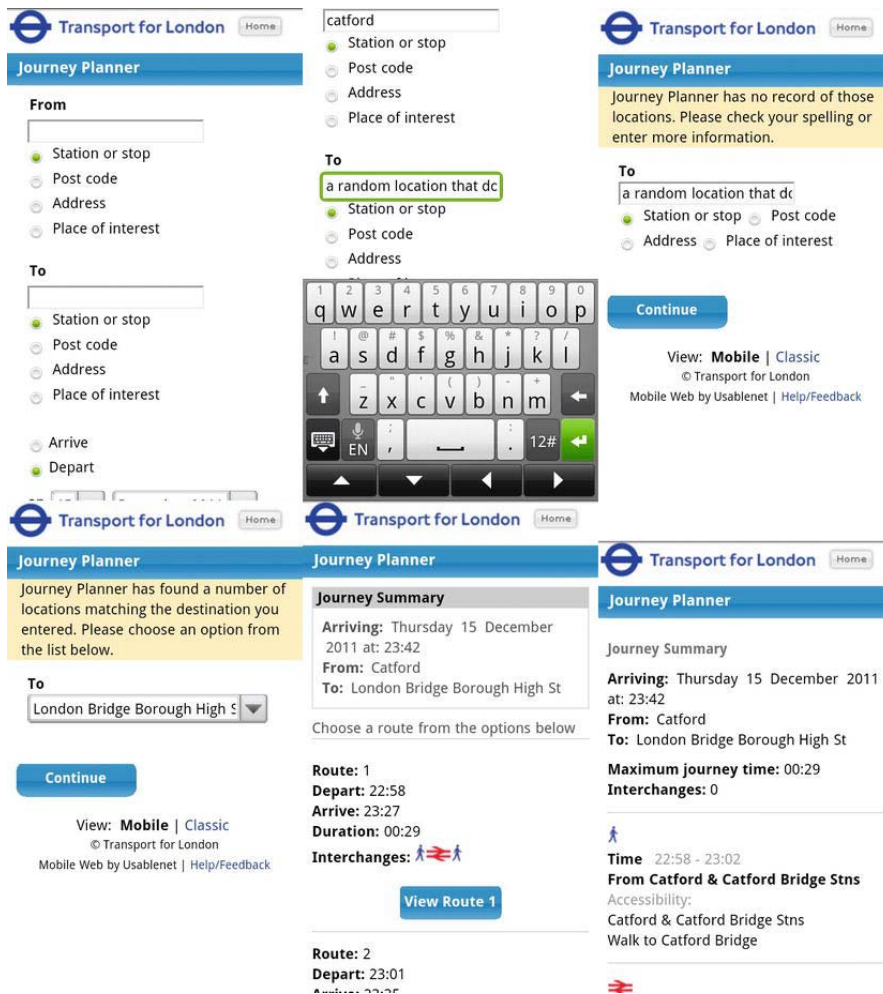 Transport for London Home
Journey Planner
From
Station or stop
Post code
Address
Place of interest
To
Station or stop
Post code
Address
Place of interest
Arrive
Depart
catford
Station or stop
Post code
Address
Place of interest
To
a random location that dc
Station or stop
Post code
Address
1 2 3 4 5 6 7 8 9 0
q w e r t y u i o p
! @ # $ % & * ? /
a s d f g h j k l
_ " ' ( ) - +
z x c v b n m
EN , . 12#
Transport for London Home
Journey Planner
Journey Planner has no record of those
locations. Please check your spelling or
enter more information.
To
a random location that dc
Station or stop Post code
Address Place of interest
Continue
View: Mobile | Classic
© Transport for London
Mobile Web by Usablenet | Help/Feedback
Transport for London Home
Journey Planner
Journey Planner has found a number of
locations matching the destination you
entered. Please choose an option from
the list below.
To
London Bridge Borough High S
Continue
View: Mobile | Classic
© Transport for London
Mobile Web by Usablenet | Help/Feedback
Transport for London Home
Journey Planner
Journey Summary
Arriving: Thursday 15 December
2011 at: 23:42
From: Catford
To: London Bridge Borough High St
Choose a route from the options below
Route: 1
Depart: 22:58
Arrive: 23:27
Duration: 00:29
Interchanges:
View Route 1
Route: 2
Depart: 23:01
Transport for London Home
Journey Planner
Journey Summary
Arriving: Thursday 15 December 2011
at: 23:42
From: Catford
To: London Bridge Borough High St
Maximum journey time: 00:29
Interchanges: 0
Time 22:58 - 23:02
From Catford & Catford Bridge Stns
Accessibility:
Catford & Catford Bridge Stns
Walk to Catford Bridge